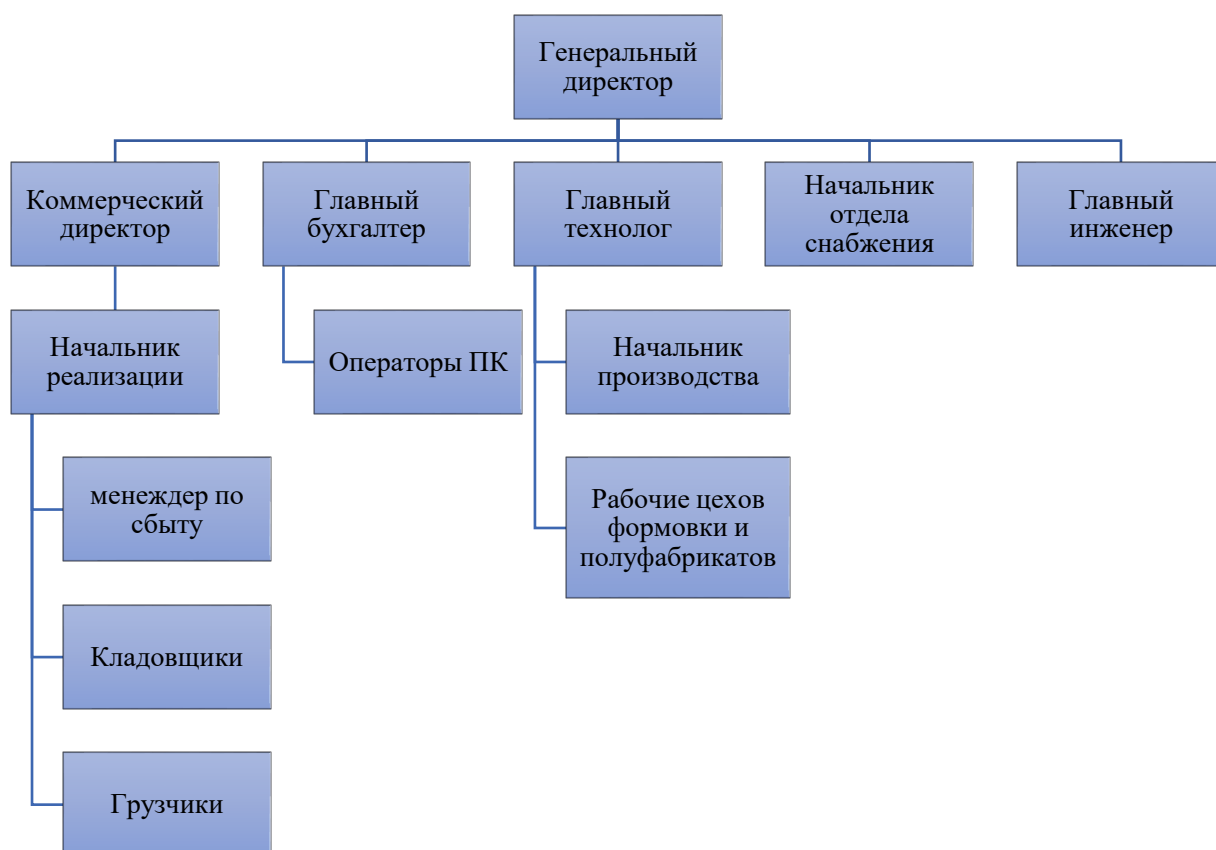 Генеральный
директор
Коммерческий
директор
Главный
бухгалтер
Главный
технолог
Начальник
отдела
снабжения
Главный
инженер
Начальник
реализации
Операторы ПК
Начальник
производства
менеждер по
сбыту
Рабочие цехов
формовки и
полуфабрикатов
Кладовщики
Грузчики